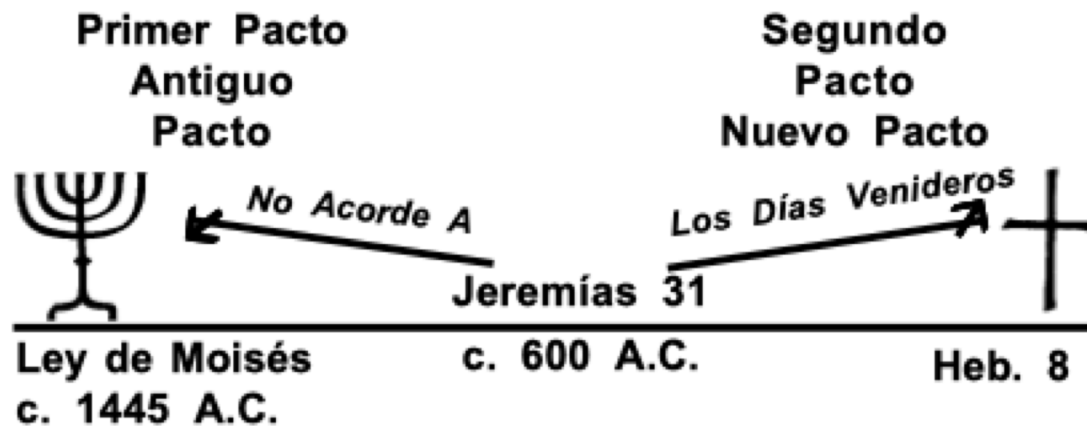 Primer Pacto
Antiguo
Pacto
Segundo
Pacto
Nuevo Pacto
No Acorde A
Los Días Venideros
Jeremías 31
Ley de Moisés
c. 1445 A.C.
c. 600 A.C.
Heb. 8